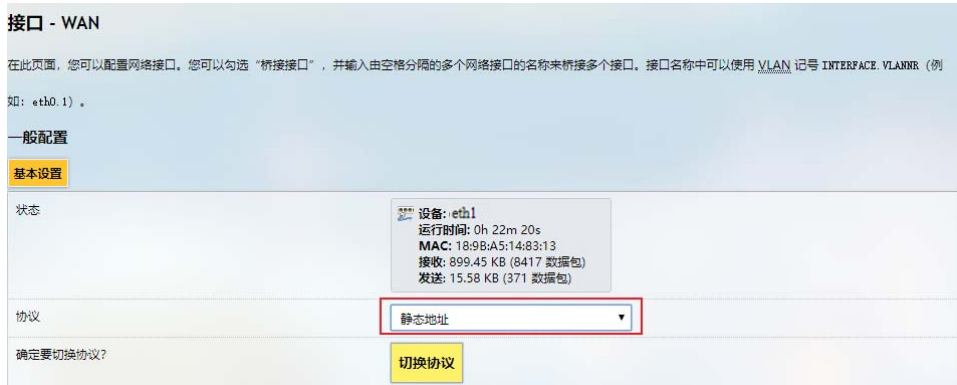 接口 - WAN
在此页面，您可以配置网络接口。您可以勾选“桥接接口”，并输入由空格分隔的多个网络接口的名称来桥接多个接口。接口名称中可以使用 VLAN 记号 INTERFACE.VLANNR（例
如：eth0.1）。
一般配置
基本设置
状态
设备: eth1
运行时间: 0h 22m 20s
MAC: 18:9B:A5:14:83:13
接收: 899.45 KB (8417 数据包)
发送: 15.58 KB (371 数据包)
协议
静态地址
确定要切换协议?
切换协议